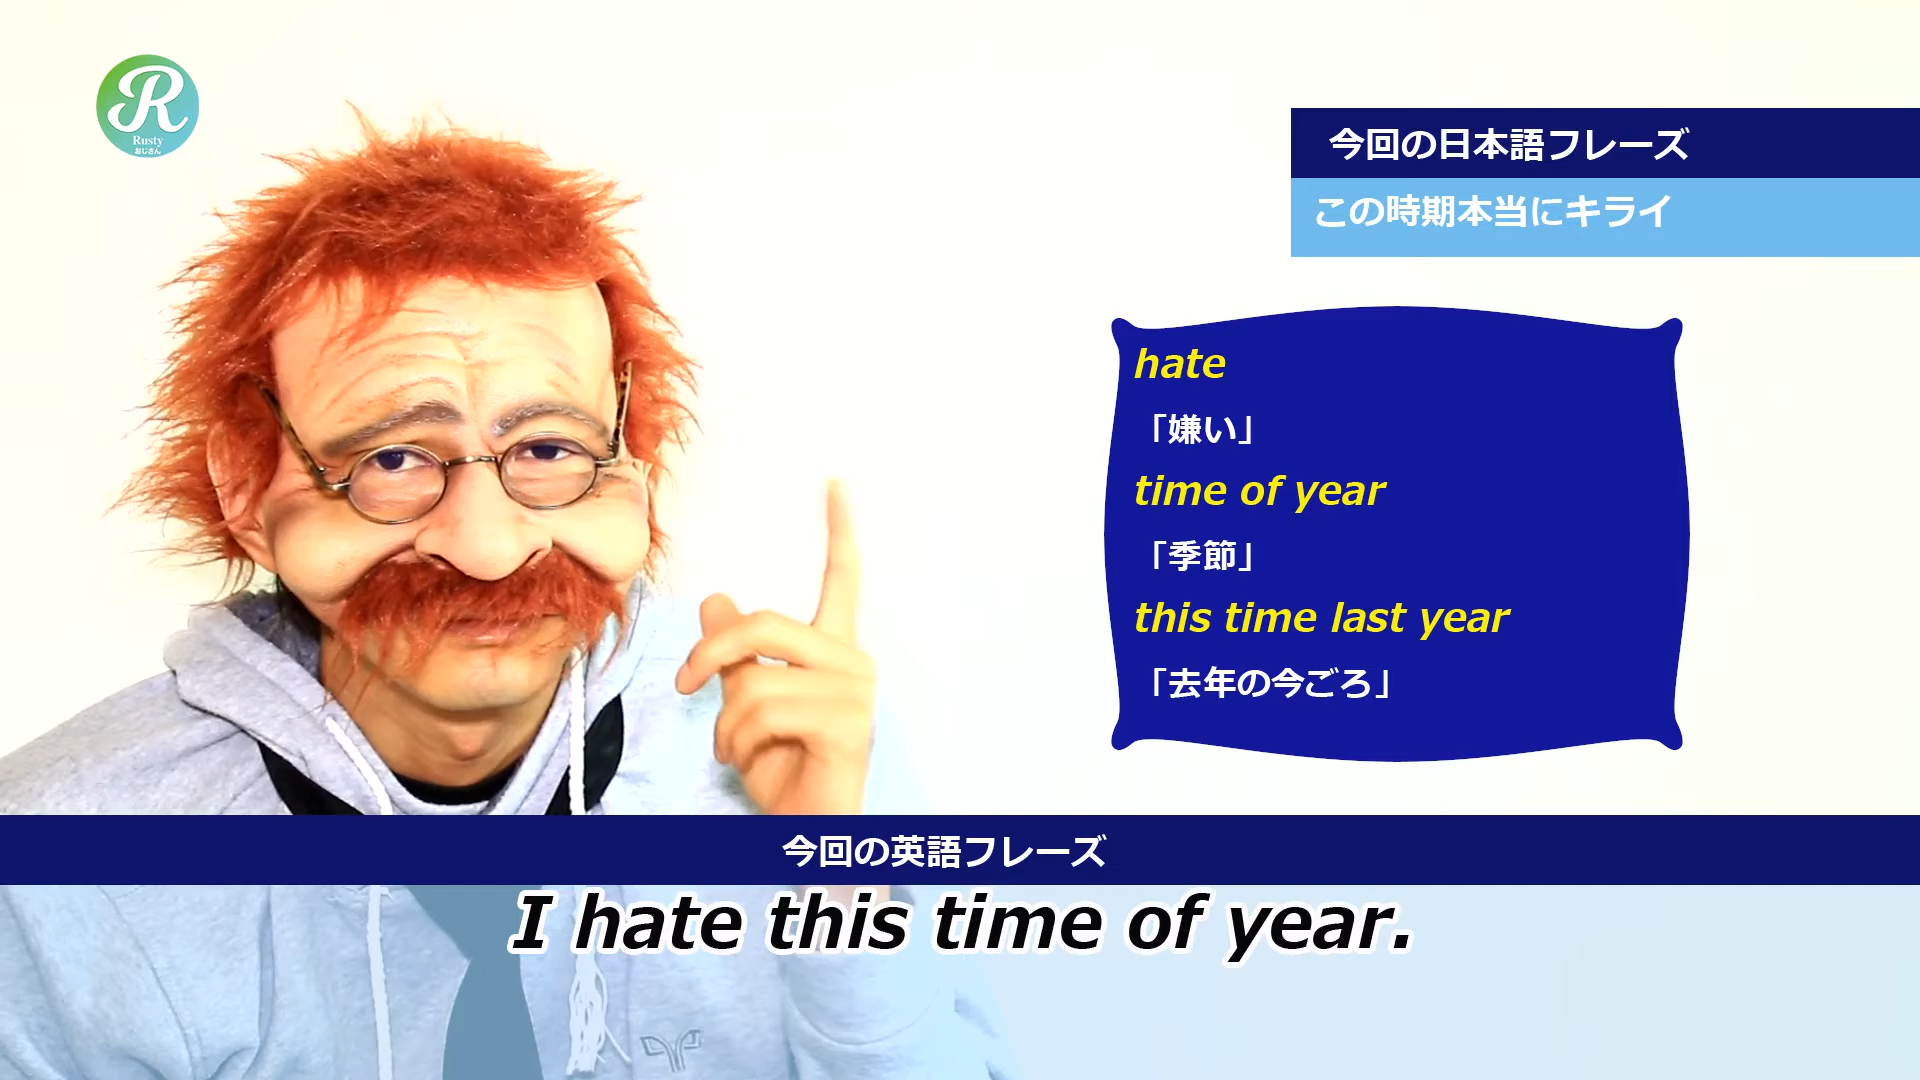 R
Rusty
おじさん
今回の日本語フレーズ
この時期本当にキライ
hate
「嫌い」
time of year
「季節」
this time last year
「去年の今ごろ」
今回の英語フレーズ
I hate this time of year.